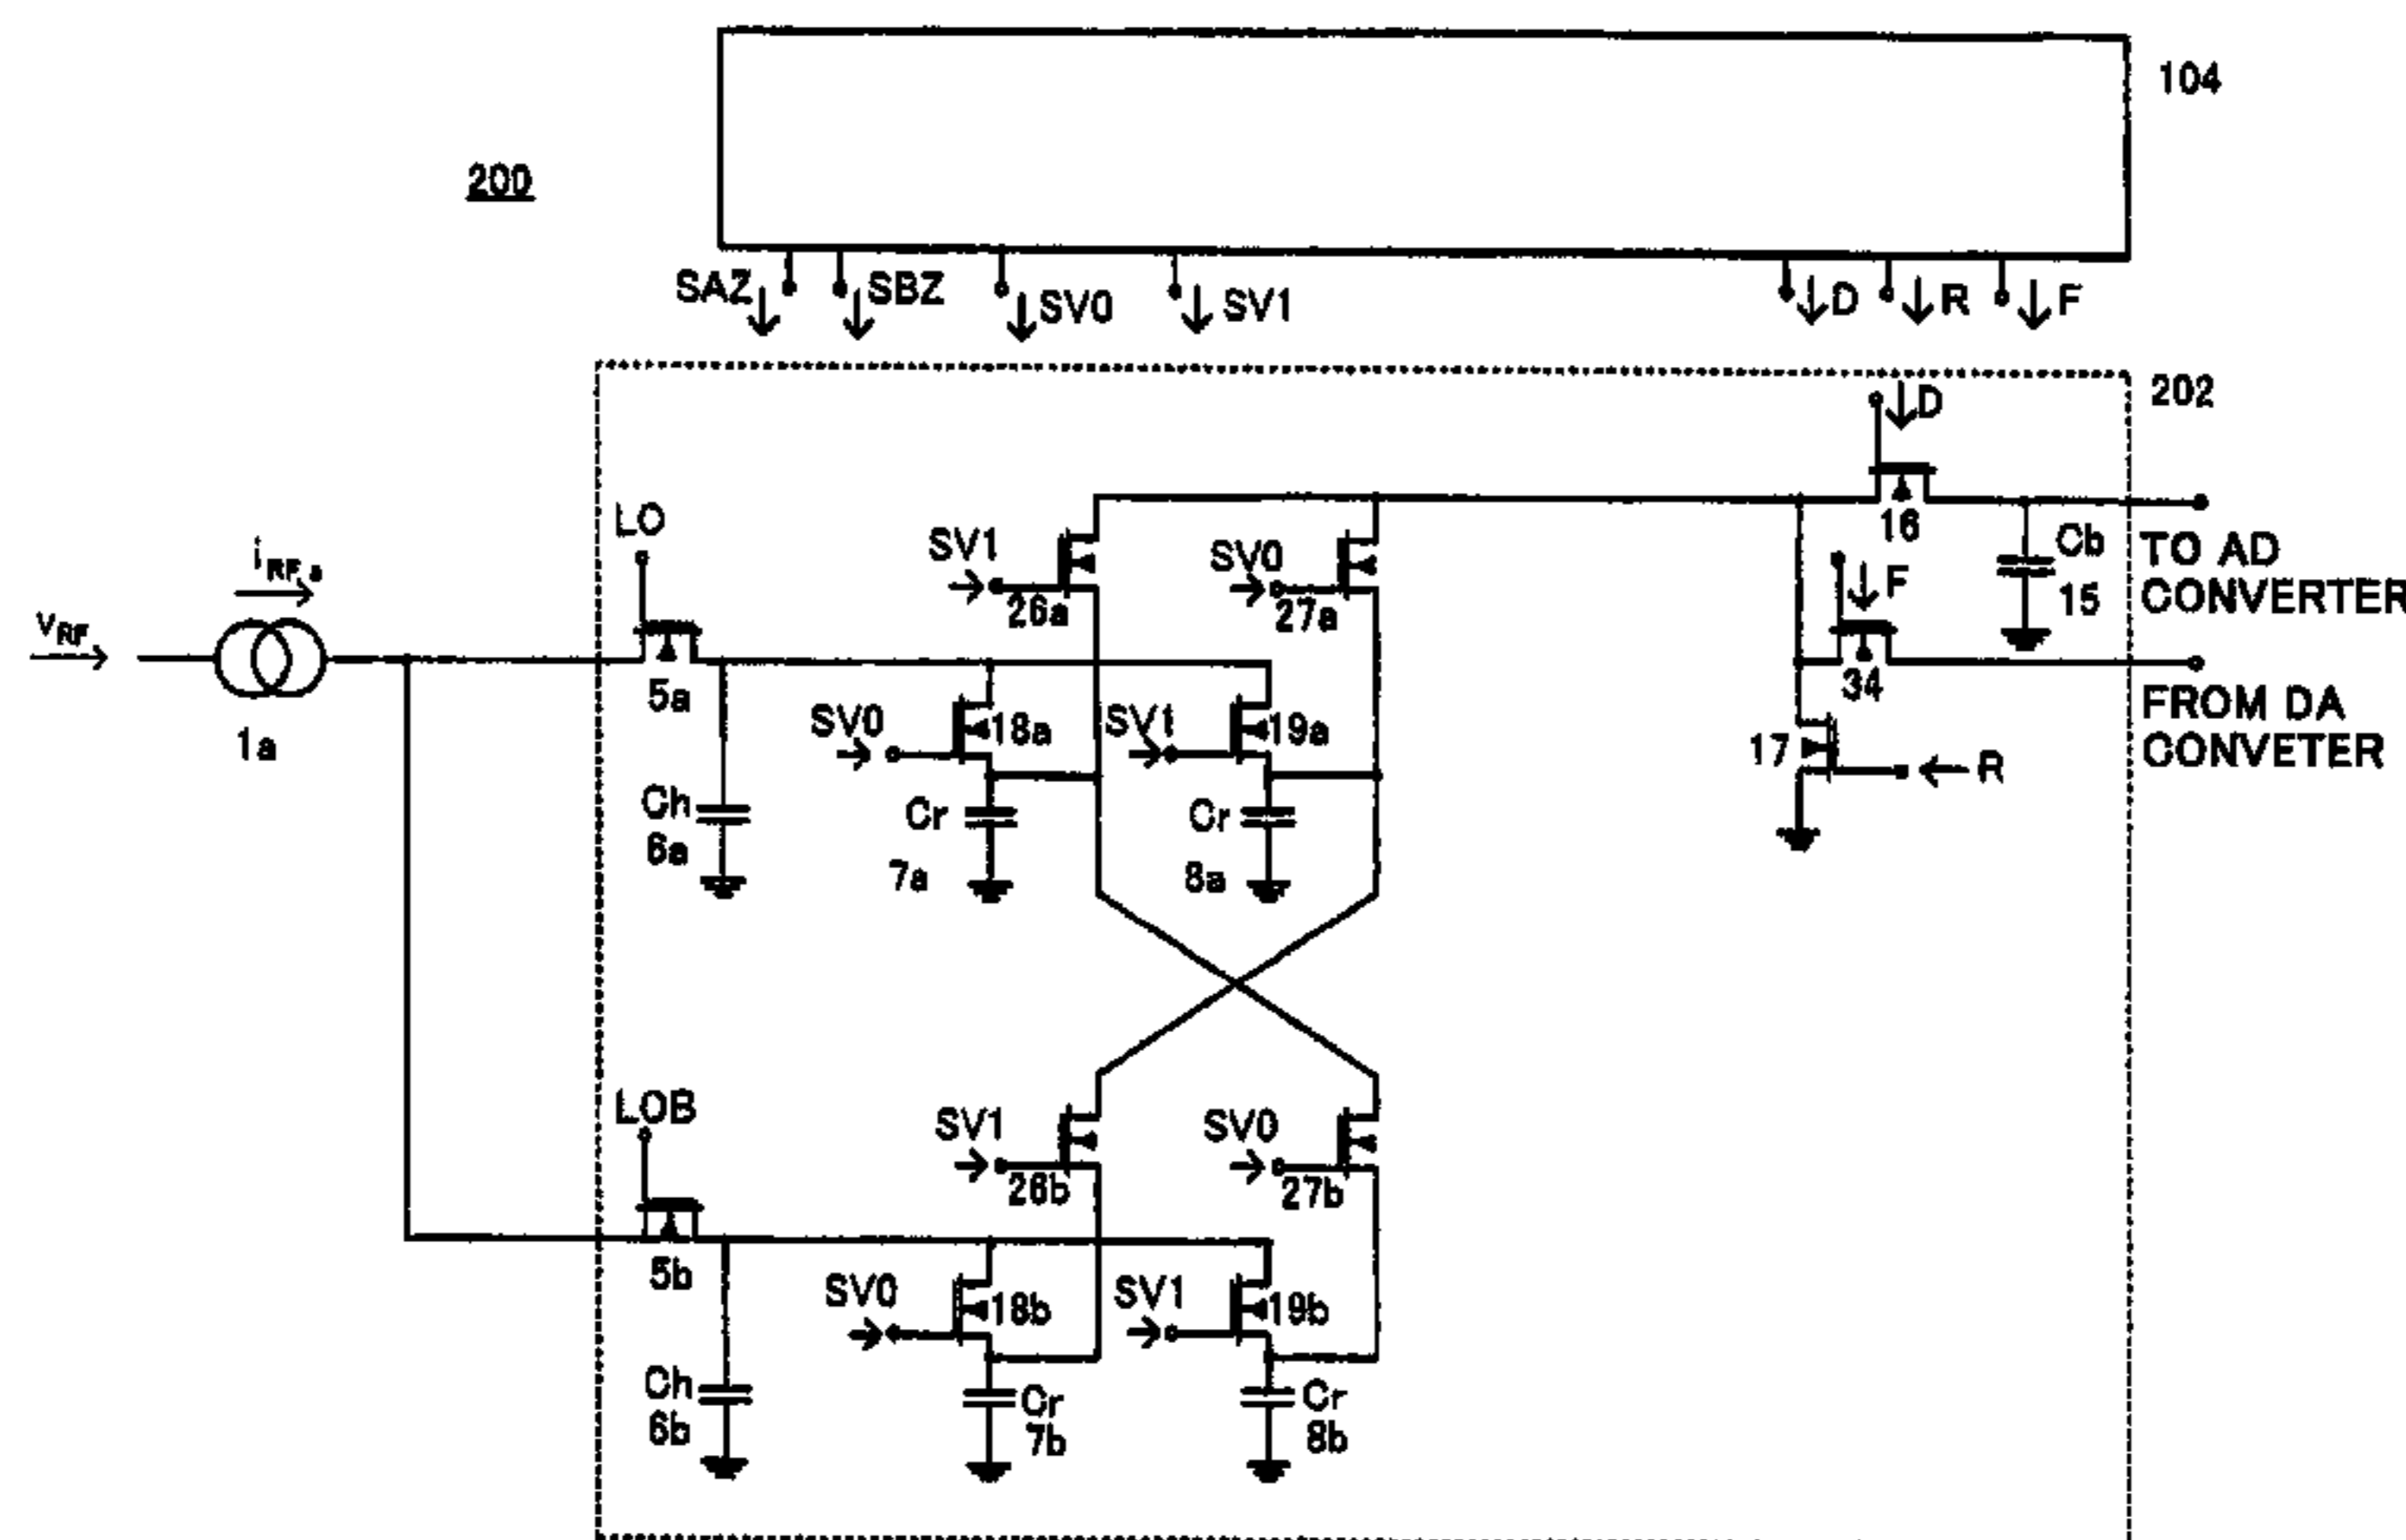 104
200
SAZ
SBZ
SV0
SV1
D
R
F
202
D
LO
SV1
SV0
16
Cb
15
TO AD
CONVERTER
i RF, a
26a
27a
F
vRF
5a
SV0
18a
SV1
19a
34
FROM DA
CONVETER
1a
17
R
Ch
6a
Cr
7a
Cr
8a
LOB
SV1
26b
SV0
27b
5b
SV0
18b
SV1
19b
Ch
6b
Cr
7b
Cr
8b